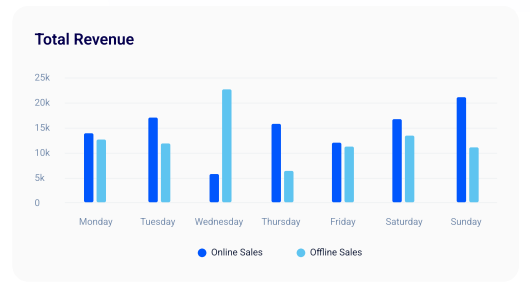 Total Revenue
25k
20k
15k
10k
5k
0
Monday Tuesday Wednesday Thursday Friday Saturday Sunday
Online Sales Offline Sales